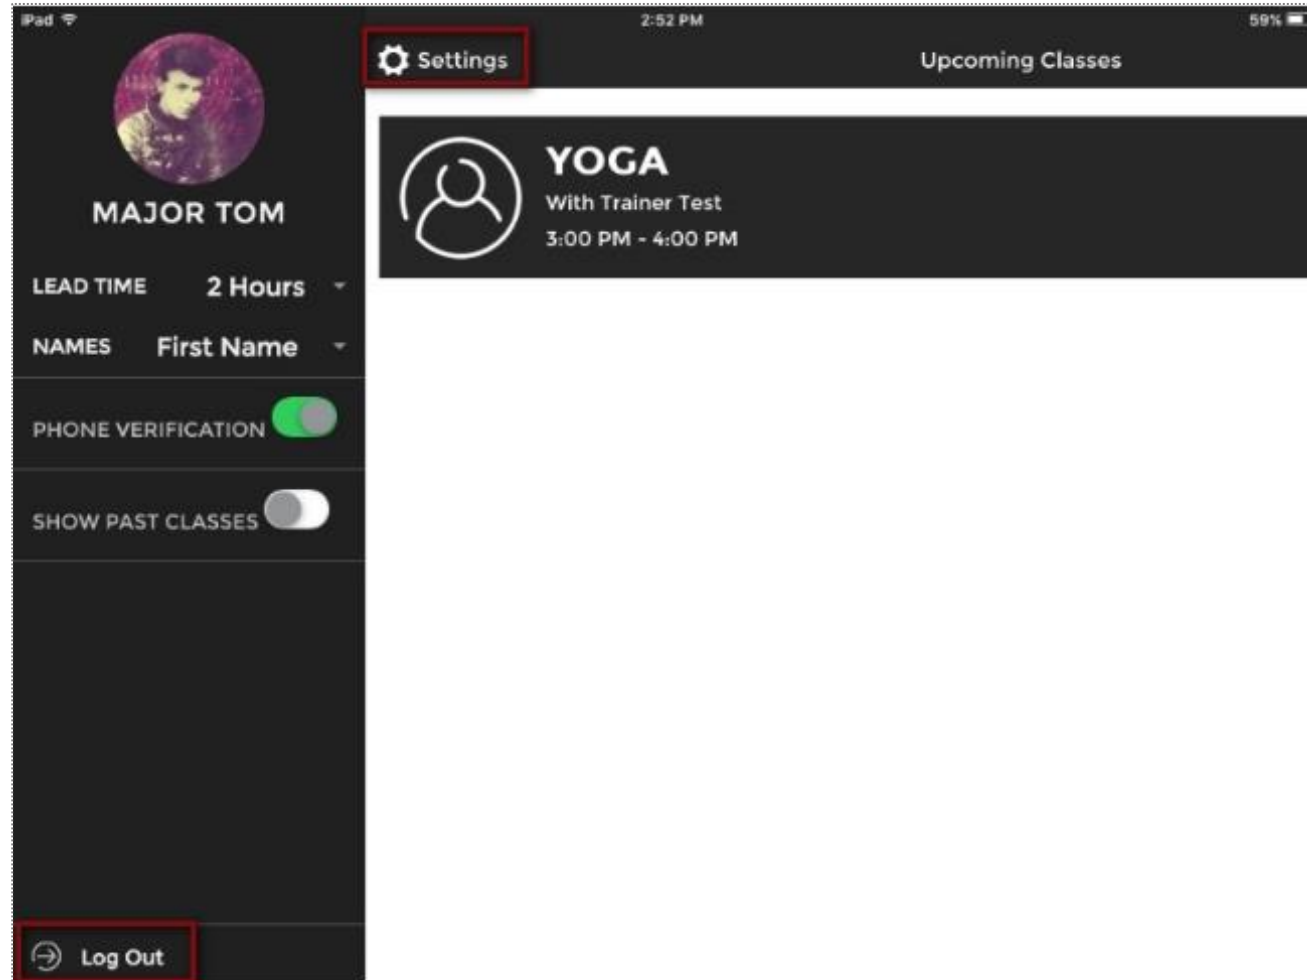 iPad
2:52 PM
59%
Settings
Upcoming Classes
MAJOR TOM
LEAD TIME 2 Hours
NAMES First Name
PHONE VERIFICATION
SHOW PAST CLASSES
Log Out
YOGA
With Trainer Test
3:00 PM - 4:00 PM